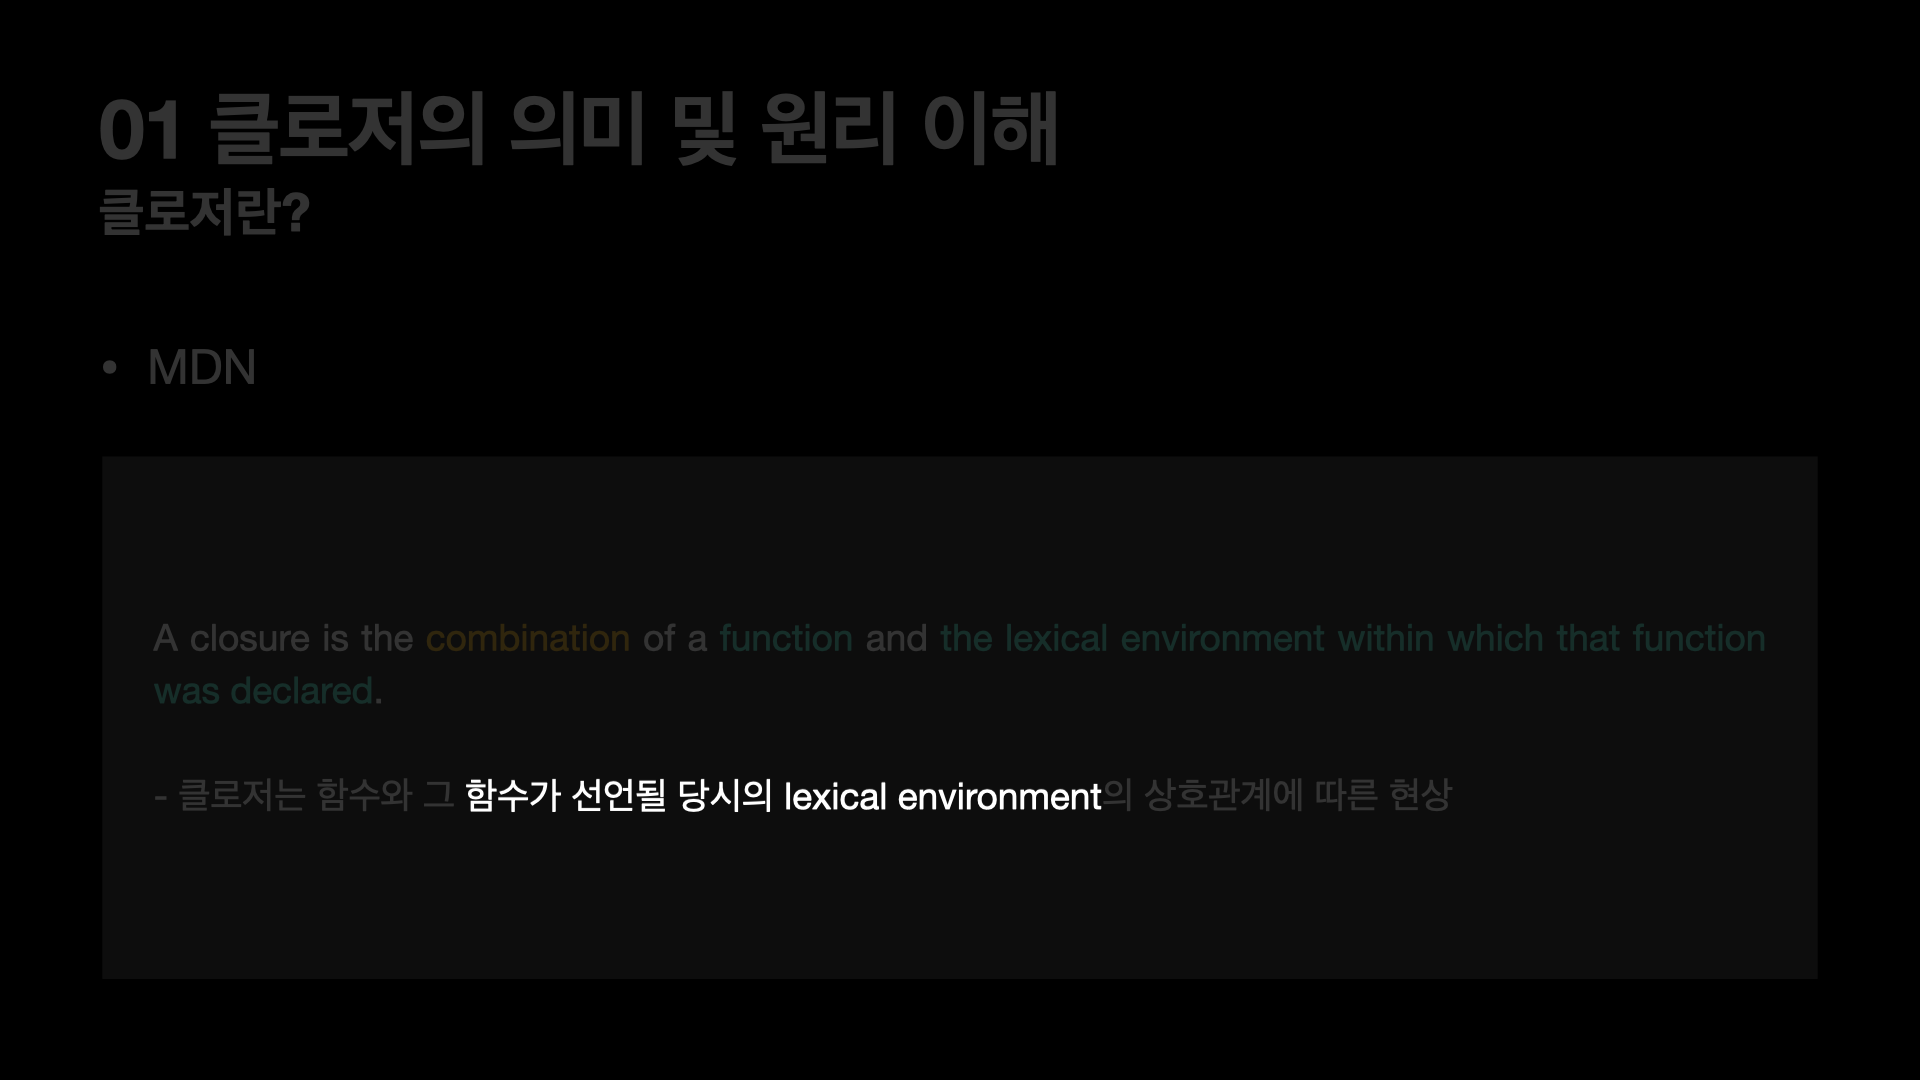 01 클로저의 의미 및 원리 이해
클로저란?
• MDN
A closure is the combination of a function and the lexical environment within which that function
was declared.
- 클로저는 함수와 그 함수가 선언될 당시의 lexical environment의 상호관계에 따른 현상